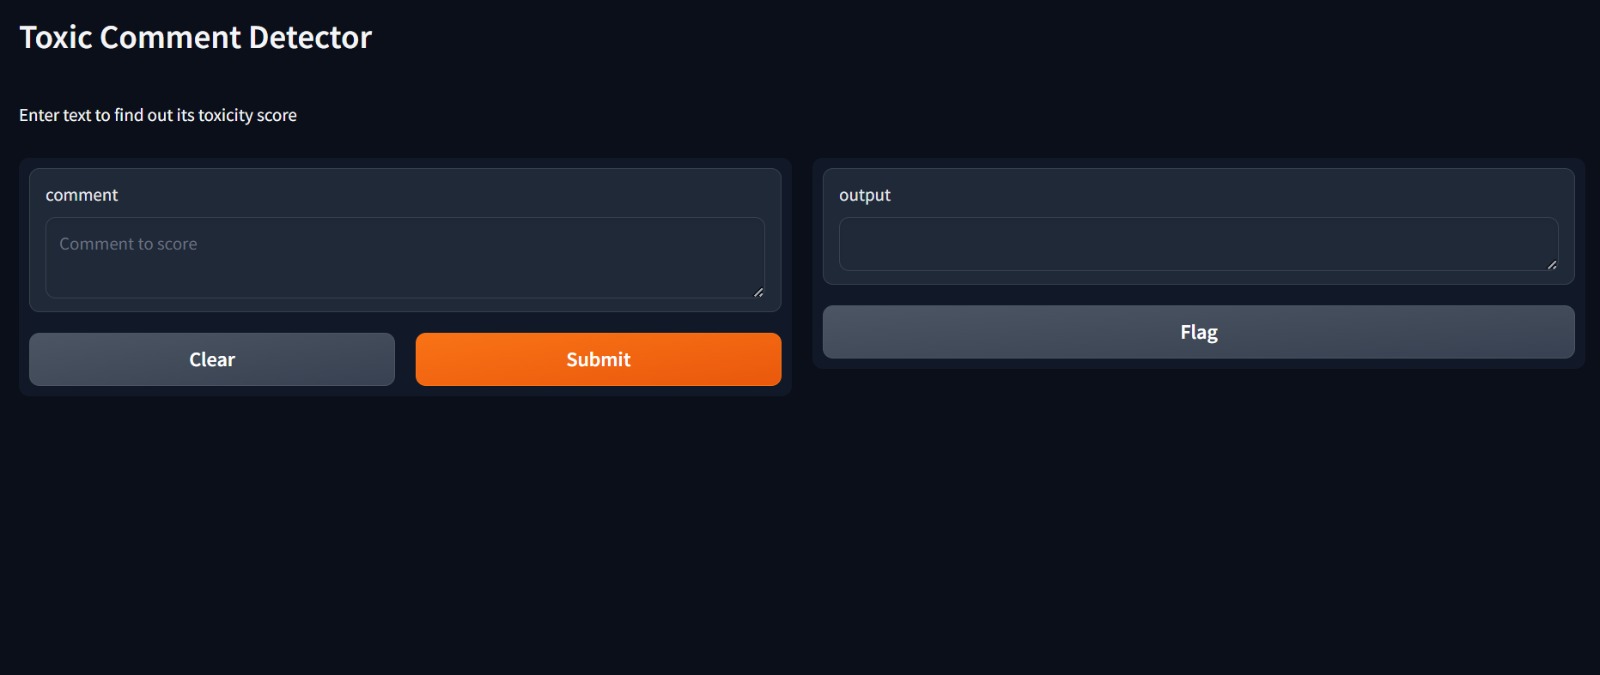 Toxic Comment Detector
Enter text to find out its toxicity score
comment
Comment to score
Clear
Submit
output
Flag